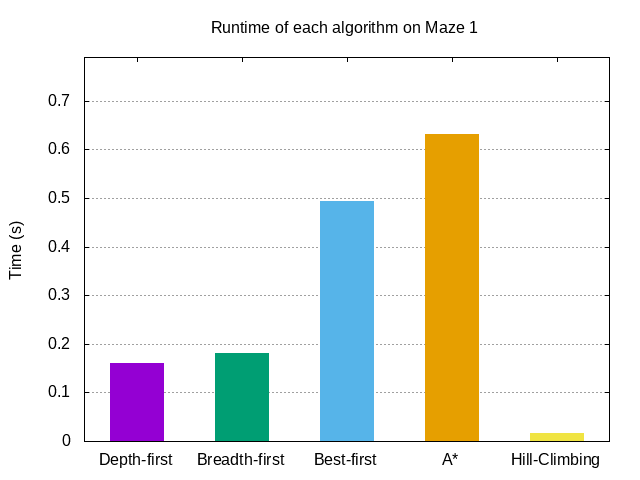 Runtime of each algorithm on Maze 1
0.7
0.6
0.5
0.4
0.3
0.2
0.1
0
Time (s)
Depth-first Breadth-first Best-first A* Hill-Climbing